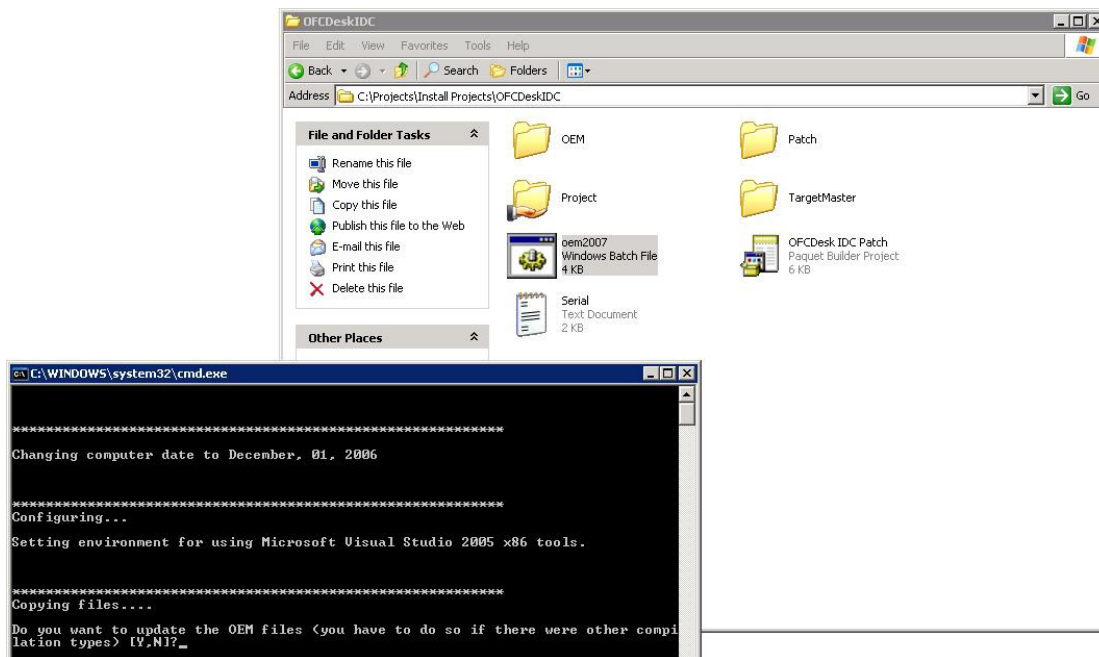 OFCDeskIDC
File Edit View Favorites Tools Help
Back Search Folders
Address C:\Projects\Install Projects\OFCDeskIDC Go
File and Folder Tasks
Rename this file
Move this file
Copy this file
Publish this file to the Web
E-mail this file
Print this file
Delete this file
Other Places
OEM
Patch
Project
TargetMaster
oem2007
Windows Batch File
4 KB
OFCDesk IDC Patch
Paquet Builder Project
6 KB
Serial
Text Document
2 KB
C:\WINDOWS\system32\cmd.exe
************************************************************
Changing computer date to December, 01, 2006
************************************************************
Configuring...
Setting environment for using Microsoft Visual Studio 2005 x86 tools.
************************************************************
Copying files....
Do you want to update the OEM files (you have to do so if there were other compi
lation types) [Y,N]?_